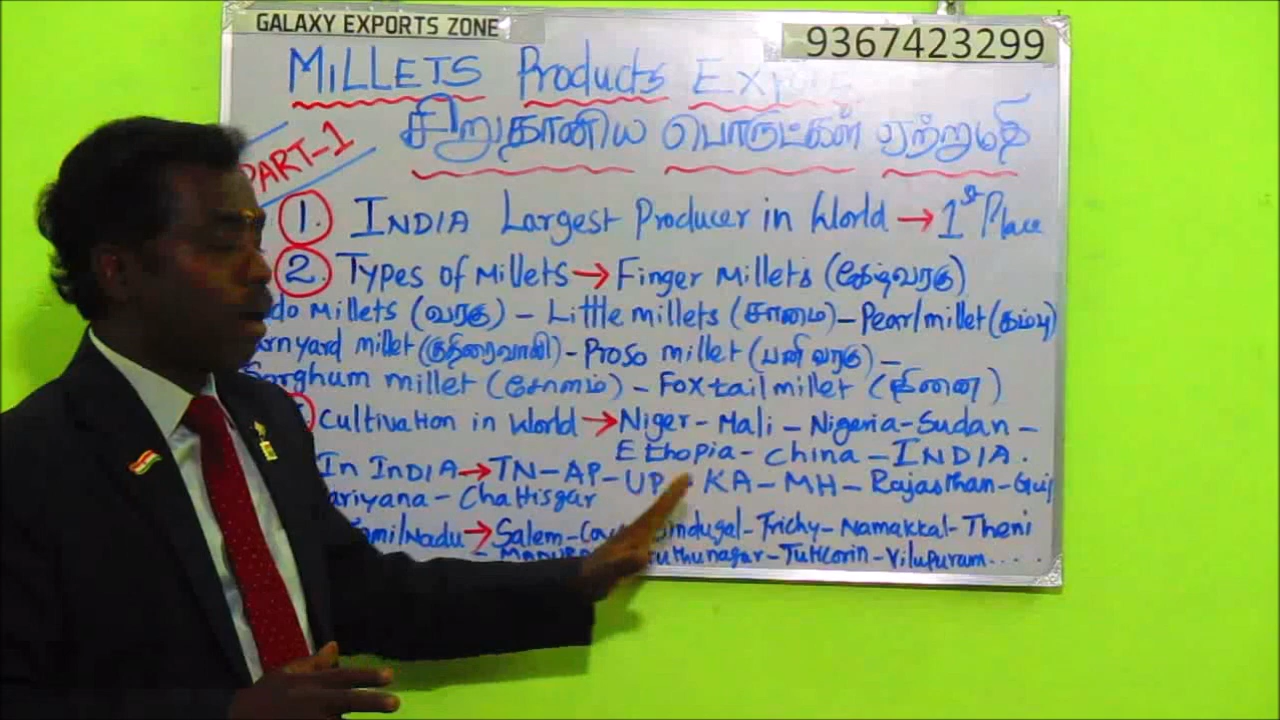 GALAXY EXPORTS ZONE
9367423299
MILLETS Products
சிறுதானிய பொருட்கள் ஏற்றுமதி
PART-1
1. INDIA Largest Producer in World → 1st Place
2. Types of Millets → Finger Millets (கேழ்வரகு)
Millets (வரகு) - Little millets (சாமை) - Pearl millet (கம்பு)
millet (குதிரைவாலி) - Proso millet (பனிவரகு) -
Sorghum millet (சோளம்) - Foxtail millet (தினை)
Cultivation in World → Niger - Mali - Nigeria - Sudan -
Ethopia - China - INDIA.
In INDIA → TN - AP - UP - KA - MH - Rajasthan - Guj
Chattisgar
Tamil Nadu → Salem - Trichy - Namakkal - Theni
Tuticorin - Vilupuram.....